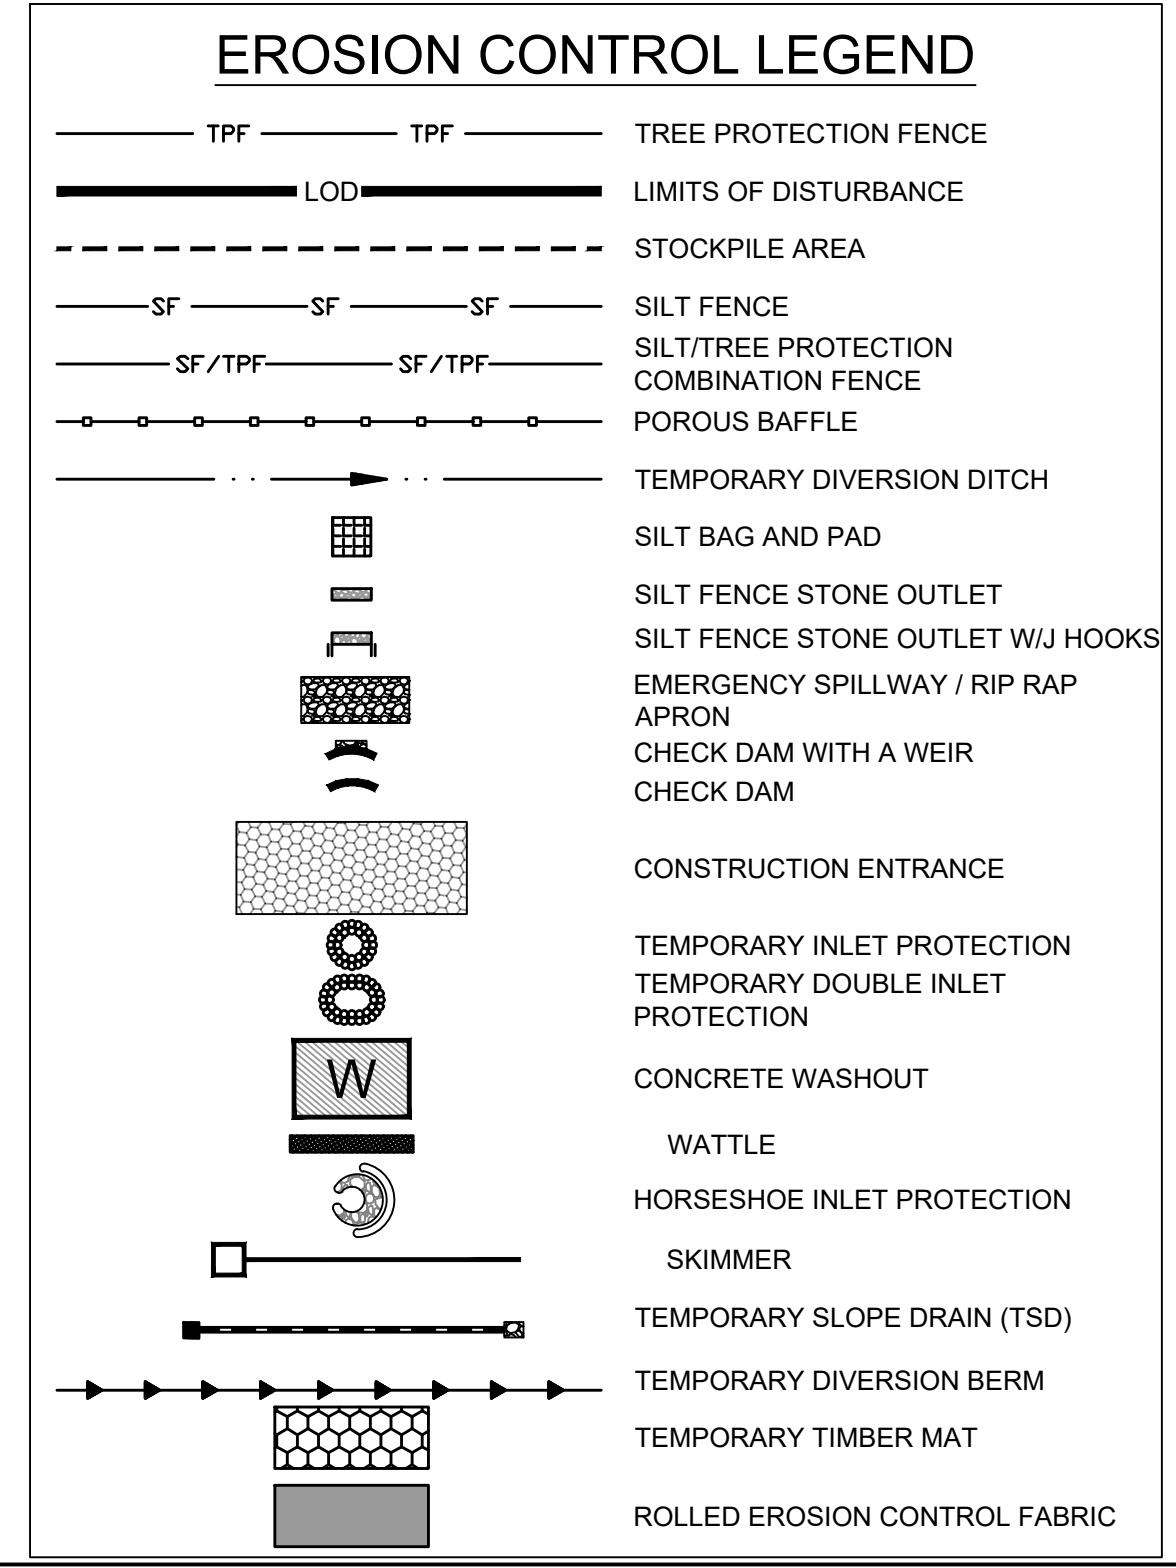 EROSION CONTROL LEGEND
TPF TPF TREE PROTECTION FENCE
LOD LIMITS OF DISTURBANCE
STOCKPILE AREA
SF SF SF SILT FENCE
SF/TPF SF/TPF SILT/TREE PROTECTION
COMBINATION FENCE
POROUS BAFFLE
TEMPORARY DIVERSION DITCH
SILT BAG AND PAD
SILT FENCE STONE OUTLET
SILT FENCE STONE OUTLET W/J HOOKS
EMERGENCY SPILLWAY / RIP RAP
APRON
CHECK DAM WITH A WEIR
CHECK DAM
CONSTRUCTION ENTRANCE
TEMPORARY INLET PROTECTION
TEMPORARY DOUBLE INLET
PROTECTION
W CONCRETE WASHOUT
WATTLE
HORSESHOE INLET PROTECTION
SKIMMER
TEMPORARY SLOPE DRAIN (TSD)
TEMPORARY DIVERSION BERM
TEMPORARY TIMBER MAT
ROLLED EROSION CONTROL FABRIC